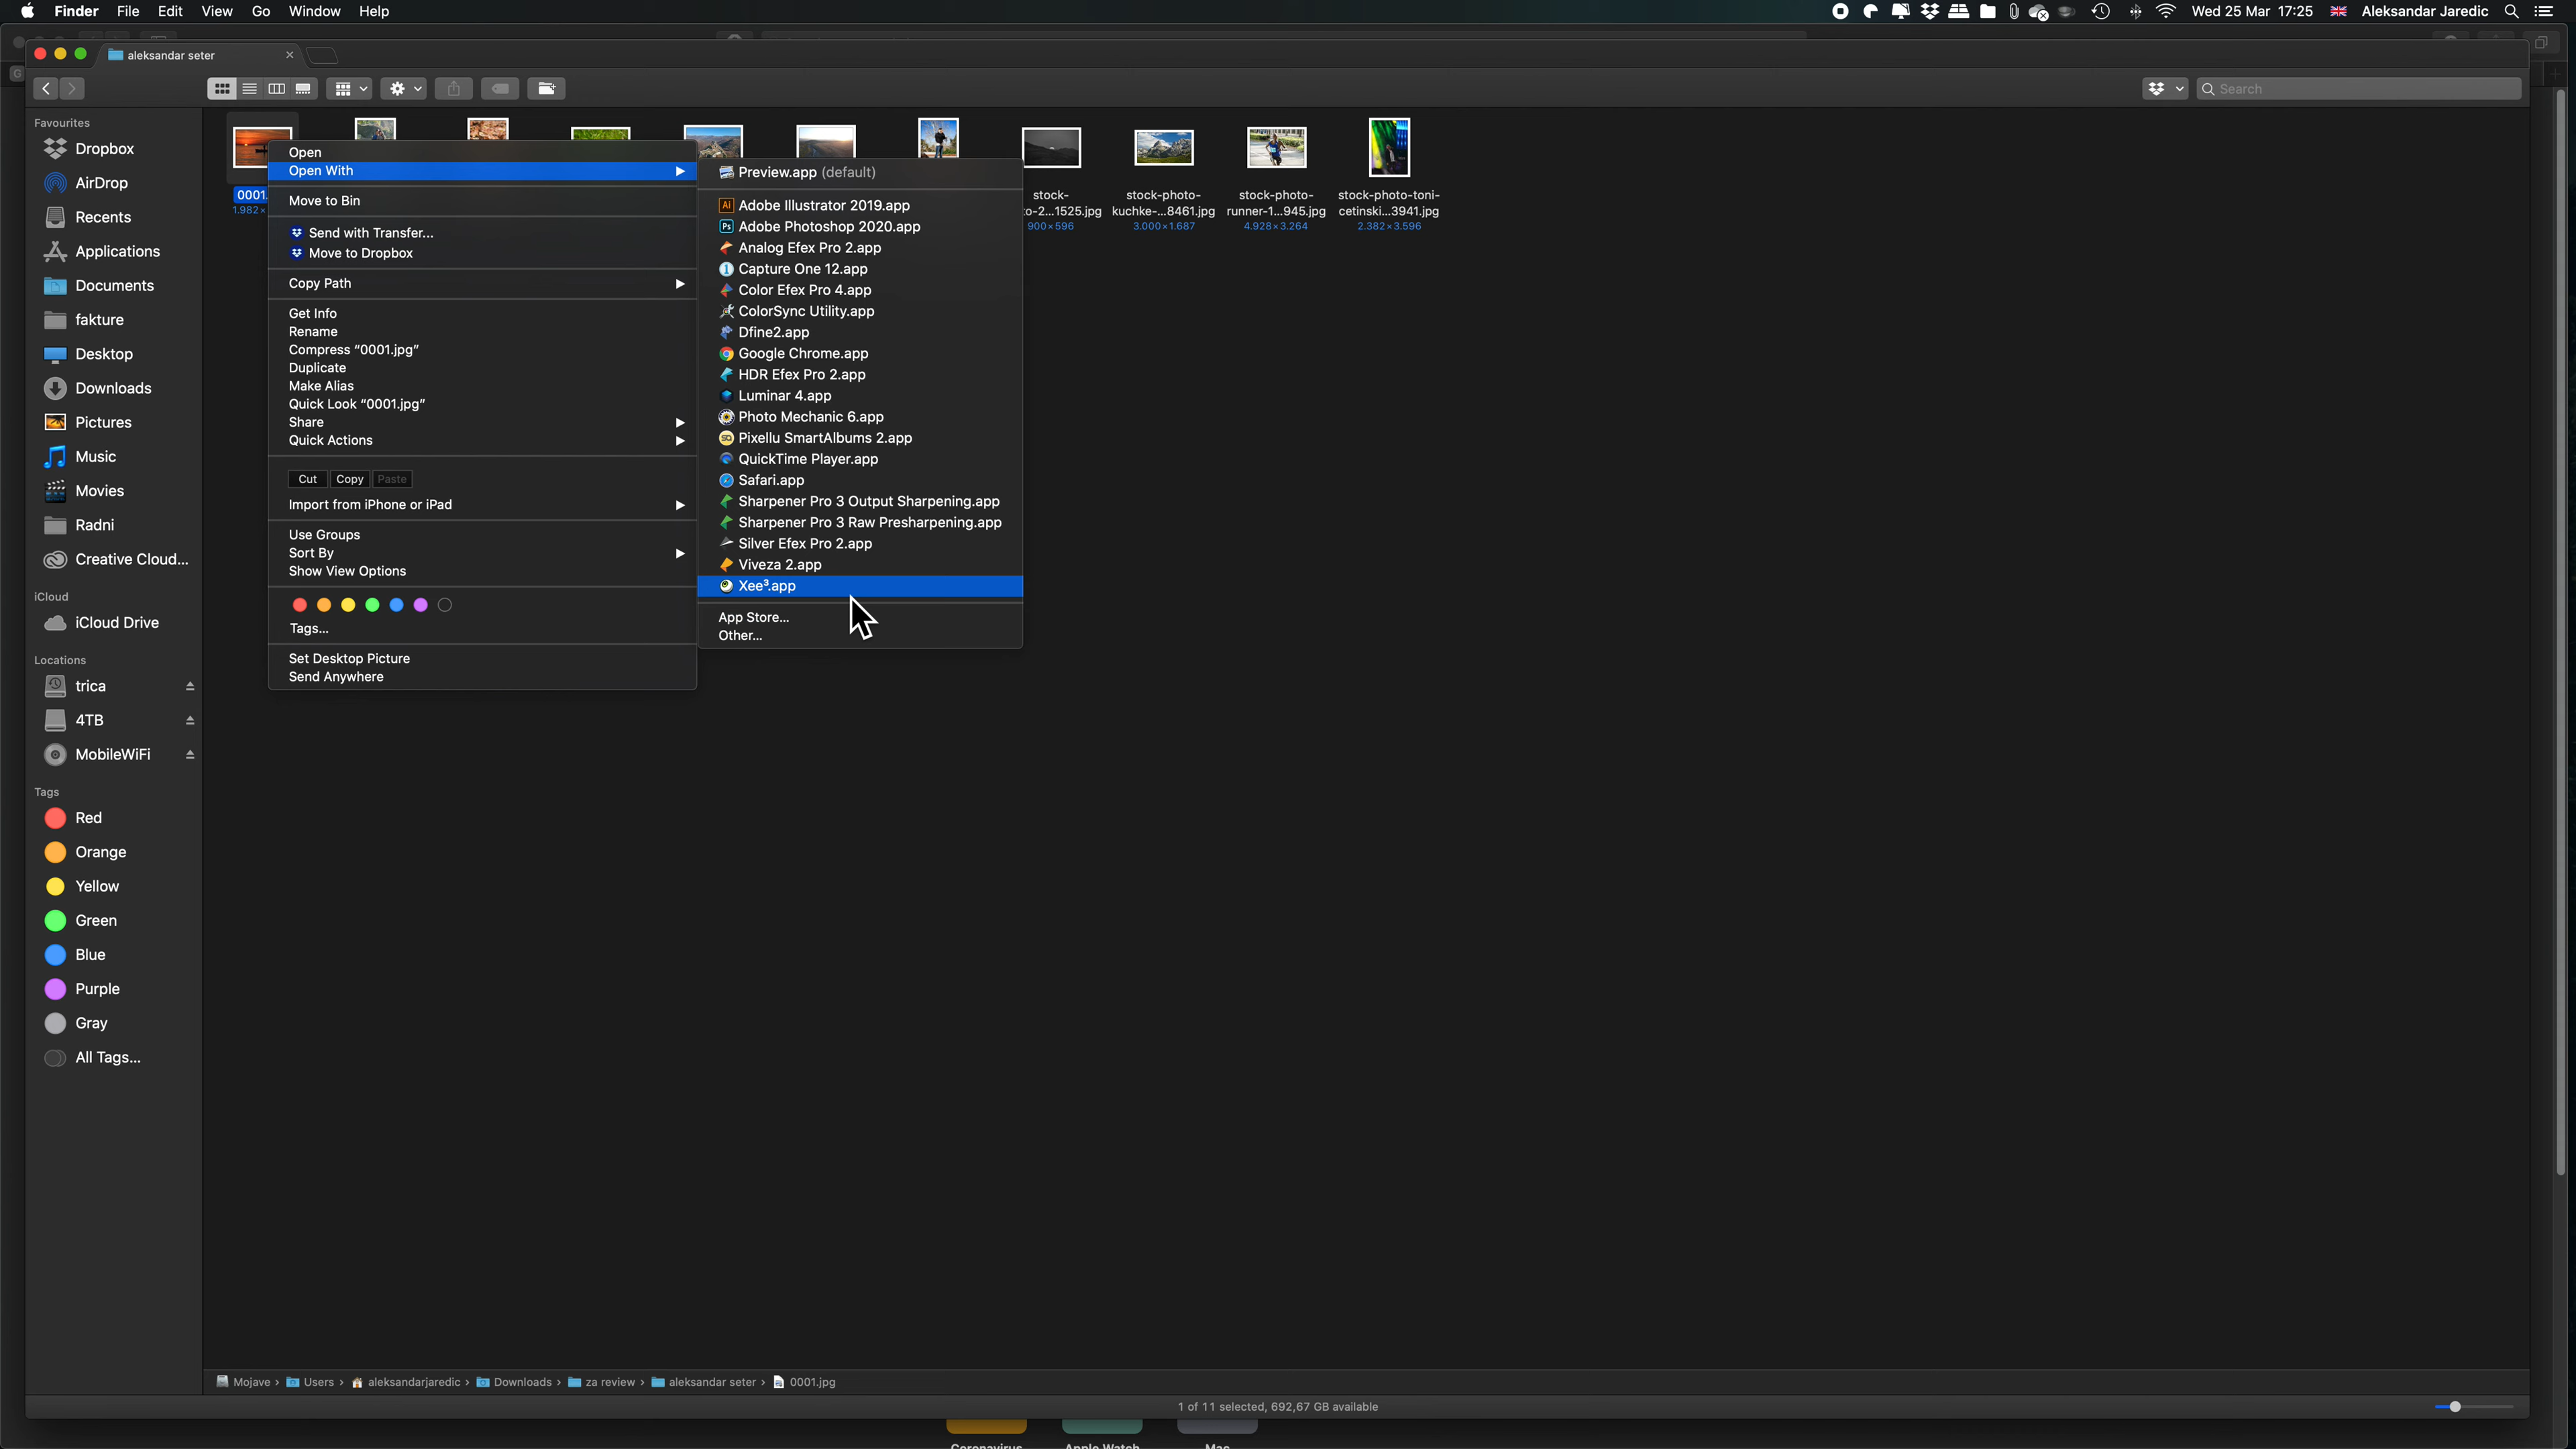 Finder File Edit View Go Window Help
Wed 25 Mar 17:25 Aleksandar Jaredic
aleksandar seter
Search
Favourites
Dropbox
AirDrop
Recents
Applications
Documents
fakture
Desktop
Downloads
Pictures
Music
Movies
Radni
Creative Cloud...
iCloud
iCloud Drive
Locations
trica
4TB
MobileWiFi
Tags
Red
Orange
Yellow
Green
Blue
Purple
Gray
All Tags...
0001.
1.982×
Open
Open With
Move to Bin
Send with Transfer...
Move to Dropbox
Copy Path
Get Info
Rename
Compress “0001.jpg”
Duplicate
Make Alias
Quick Look “0001.jpg”
Share
Quick Actions
Cut Copy Paste
Import from iPhone or iPad
Use Groups
Sort By
Show View Options
Tags...
Set Desktop Picture
Send Anywhere
Preview.app (default)
Adobe Illustrator 2019.app
Adobe Photoshop 2020.app
Analog Efex Pro 2.app
Capture One 12.app
Color Efex Pro 4.app
ColorSync Utility.app
Dfine2.app
Google Chrome.app
HDR Efex Pro 2.app
Luminar 4.app
Photo Mechanic 6.app
Pixellu SmartAlbums 2.app
QuickTime Player.app
Safari.app
Sharpener Pro 3 Output Sharpening.app
Sharpener Pro 3 Raw Presharpening.app
Silver Efex Pro 2.app
Viveza 2.app
Xee³.app
App Store...
Other...
stock-
to-2...1525.jpg
900×596
stock-photo-
kuchke-...8461.jpg
3.000×1.687
stock-photo-
runner-1...945.jpg
4.928×3.264
stock-photo-toni-
cetinski...3941.jpg
2.382×3.596
Mojave › Users › aleksandarjaredic › Downloads › za review › aleksandar seter › 0001.jpg
1 of 11 selected, 692,67 GB available
Coronavirus Apple Watch Mac